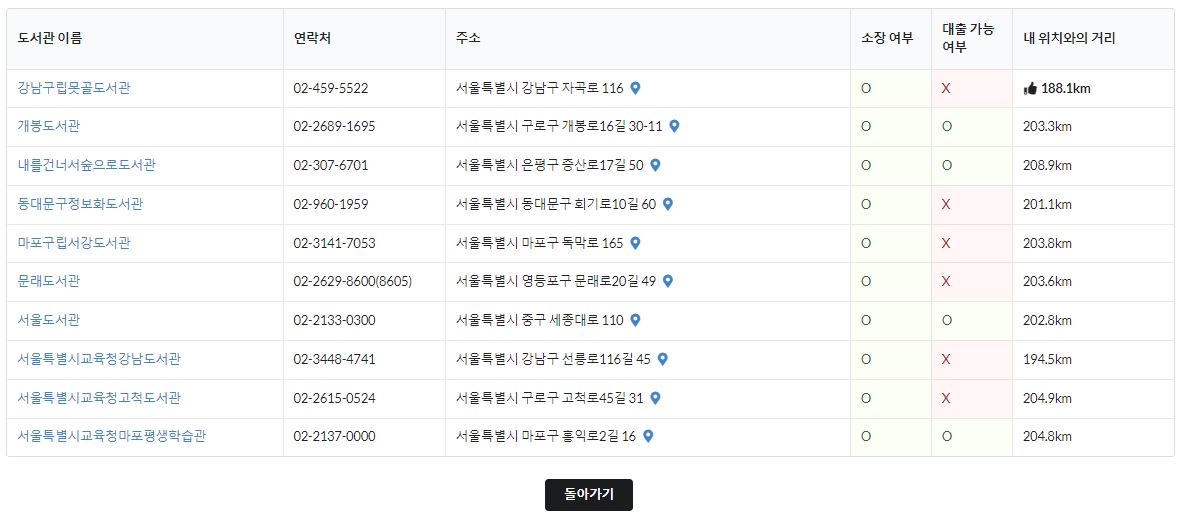 도서관 이름 연락처 주소 소장 여부 대출 가능 여부 내 위치와의 거리
강남구립못골도서관 02-459-5522 서울특별시 강남구 자곡로 116 O X 188.1km
개봉도서관 02-2689-1695 서울특별시 구로구 개봉로16길 30-11 O O 203.3km
내를건너서숲으로도서관 02-307-6701 서울특별시 은평구 증산로17길 50 O O 208.9km
동대문구정보화도서관 02-960-1959 서울특별시 동대문구 회기로10길 60 O X 201.1km
마포구립서강도서관 02-3141-7053 서울특별시 마포구 독막로 165 O X 203.8km
문래도서관 02-2629-8600(8605) 서울특별시 영등포구 문래로20길 49 O X 203.6km
서울도서관 02-2133-0300 서울특별시 중구 세종대로 110 O O 202.8km
서울특별시교육청강남도서관 02-3448-4741 서울특별시 강남구 선릉로116길 45 O X 194.5km
서울특별시교육청고척도서관 02-2615-0524 서울특별시 구로구 고척로45길 31 O X 204.9km
서울특별시교육청마포평생학습관 02-2137-0000 서울특별시 마포구 홍익로2길 16 O O 204.8km
돌아가기